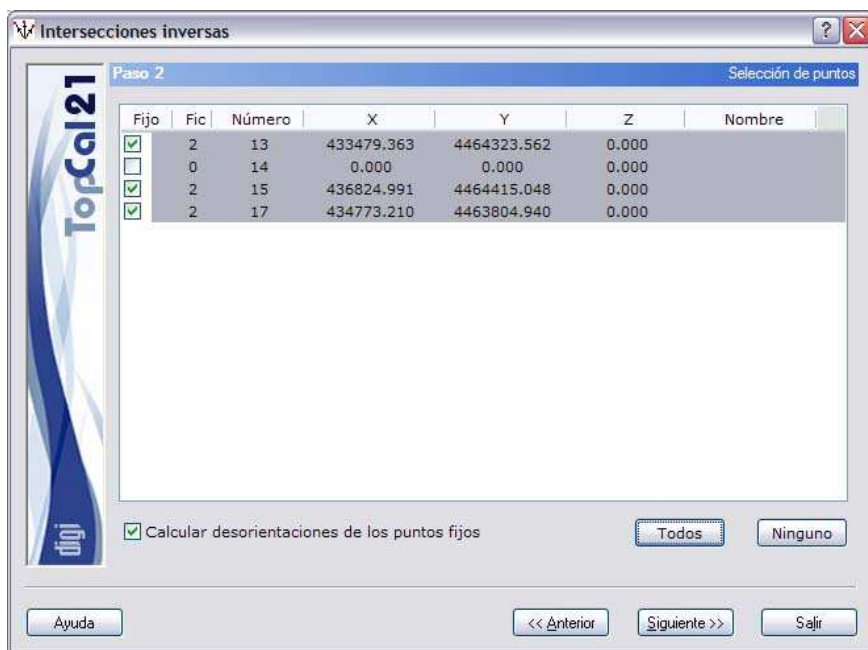 Intersecciones inversas
TopCal21
digi
Paso 2 Selección de puntos
Fijo Fic Número X Y Z Nombre
2 13 433479.363 4464323.562 0.000
0 14 0.000 0.000 0.000
2 15 436824.991 4464415.048 0.000
2 17 434773.210 4463804.940 0.000
Calcular desorientaciones de los puntos fijos Todos Ninguno
Ayuda << Anterior Siguiente >> Salir